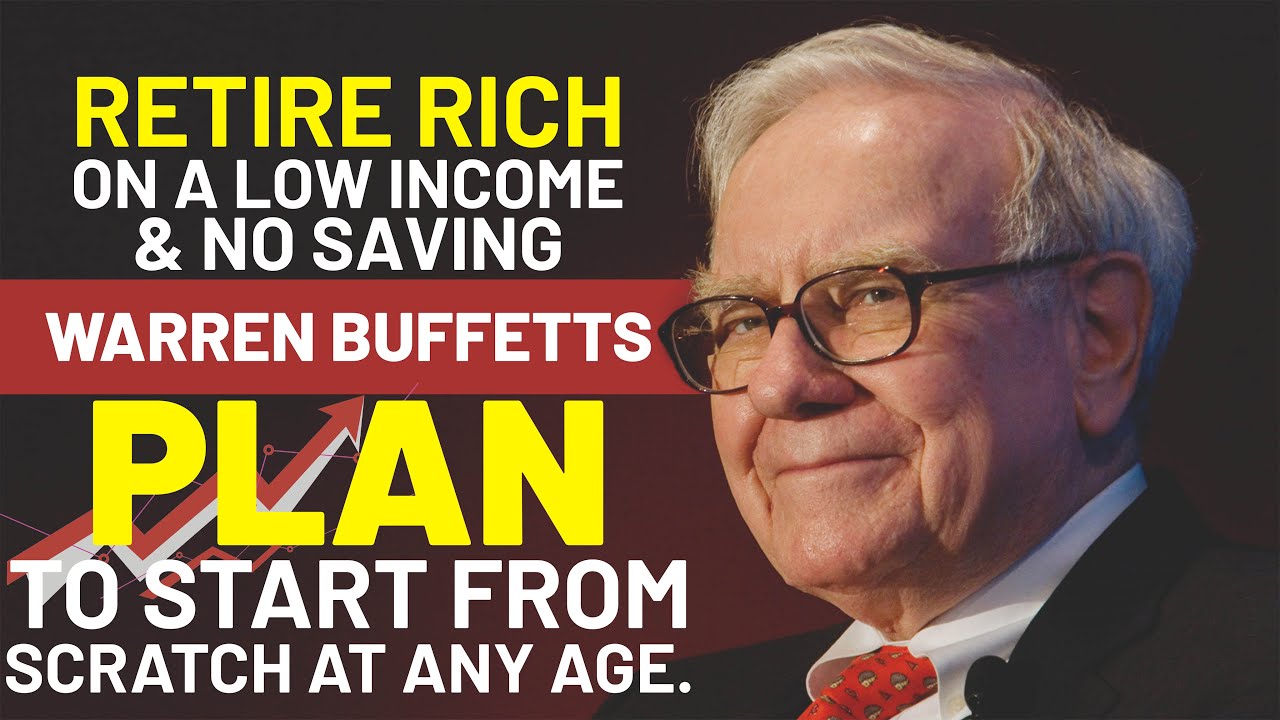 RETIRE RICH
ON A LOW INCOME
& NO SAVING
WARREN BUFFETTS
PLAN
TO START FROM
SCRATCH AT ANY AGE.